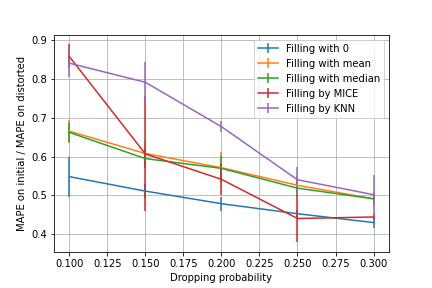 MAPE on initial / MAPE on distorted
0.9
0.8
0.7
0.6
0.5
0.4
Filling with 0
Filling with mean
Filling with median
Filling by MICE
Filling by KNN
0.100 0.125 0.150 0.175 0.200 0.225 0.250 0.275 0.300
Dropping probability